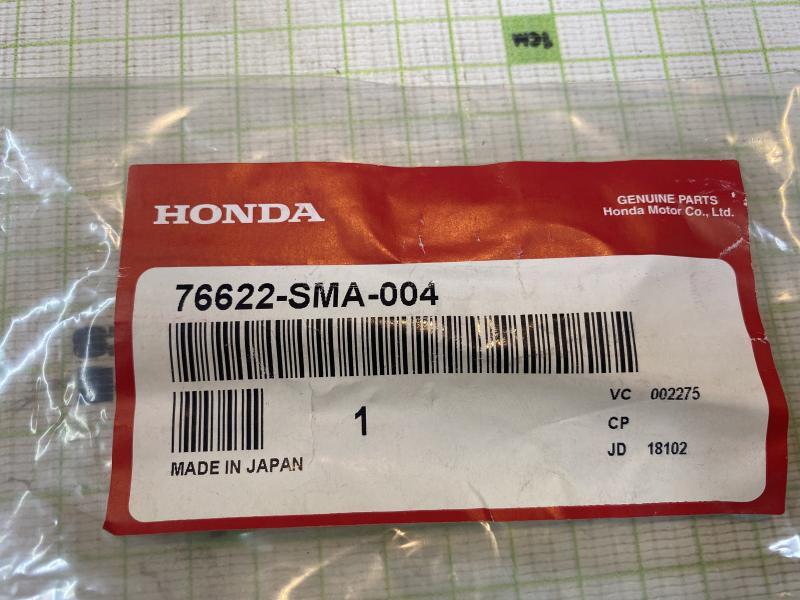 1CM
HONDA
GENUINE PARTS
Honda Motor Co., Ltd.
76622-SMA-004
1
VC 002275
CP
JD 18102
MADE IN JAPAN